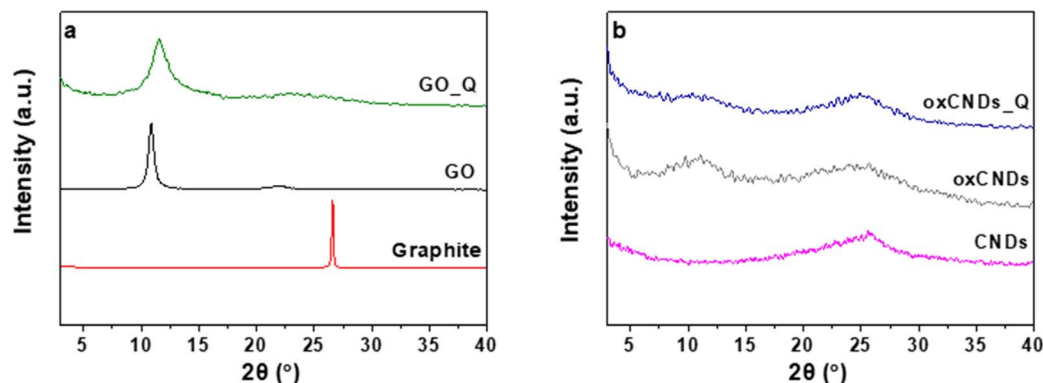 a
Intensity (a.u.)
GO_Q
GO
Graphite
5 10 15 20 25 30 35 40
2θ (°)
b
Intensity (a.u.)
oxCNDs_Q
oxCNDs
CNDs
5 10 15 20 25 30 35 40
2θ (°)